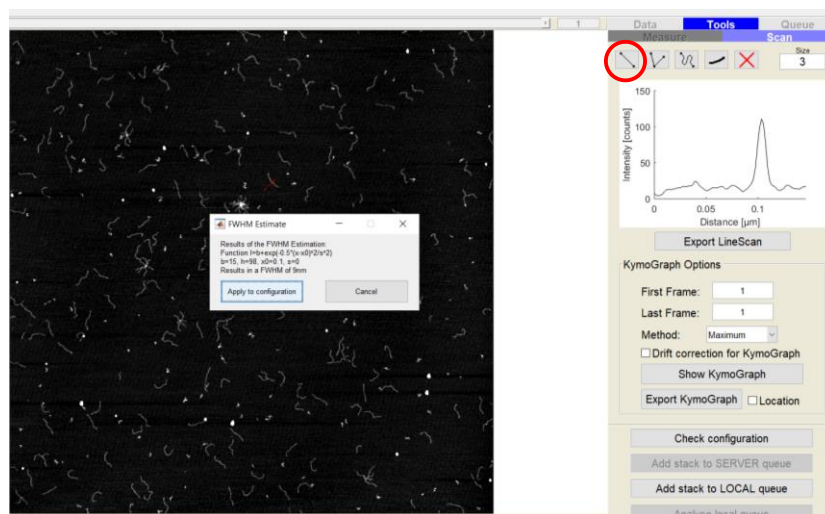 1
Data Tools Queue
Measure Scan
Size
3
150
100
50
0
Intensity [counts]
0 0.05 0.1
Distance [µm]
Export LineScan
KymoGraph Options
First Frame: 1
Last Frame: 1
Method: Maximum
Drift correction for KymoGraph
Show KymoGraph
Export KymoGraph Location
Check configuration
Add stack to SERVER queue
Add stack to LOCAL queue
Analyse local queue
FWHM Estimate
Results of the FWHM Estimation:
Function I=b+exp(-0.5*(x-x0)^2/s^2)
b=15, h=98, x0=0.1, s=0
Results in a FWHM of 9nm
Apply to configuration Cancel